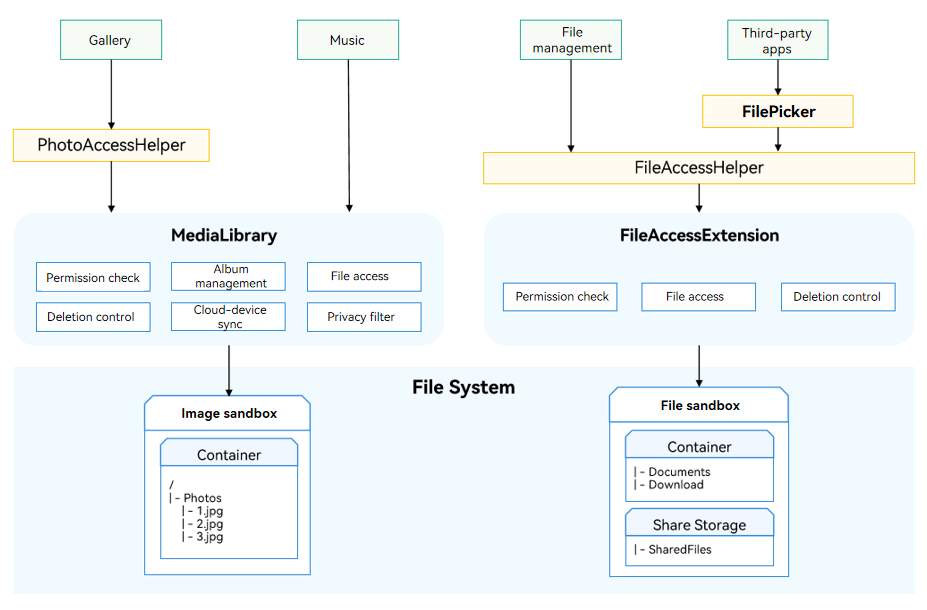 Gallery
Music
File
management
Third-party
apps
FilePicker
PhotoAccessHelper
FileAccessHelper
MediaLibrary
Permission check
Album
management
File access
Deletion control
Cloud-device
sync
Privacy filter
FileAccessExtension
Permission check
File access
Deletion control
File System
Image sandbox
Container
/
|- Photos
|- 1.jpg
|- 2.jpg
|- 3.jpg
File sandbox
Container
|- Documents
|- Download
Share Storage
|- SharedFiles